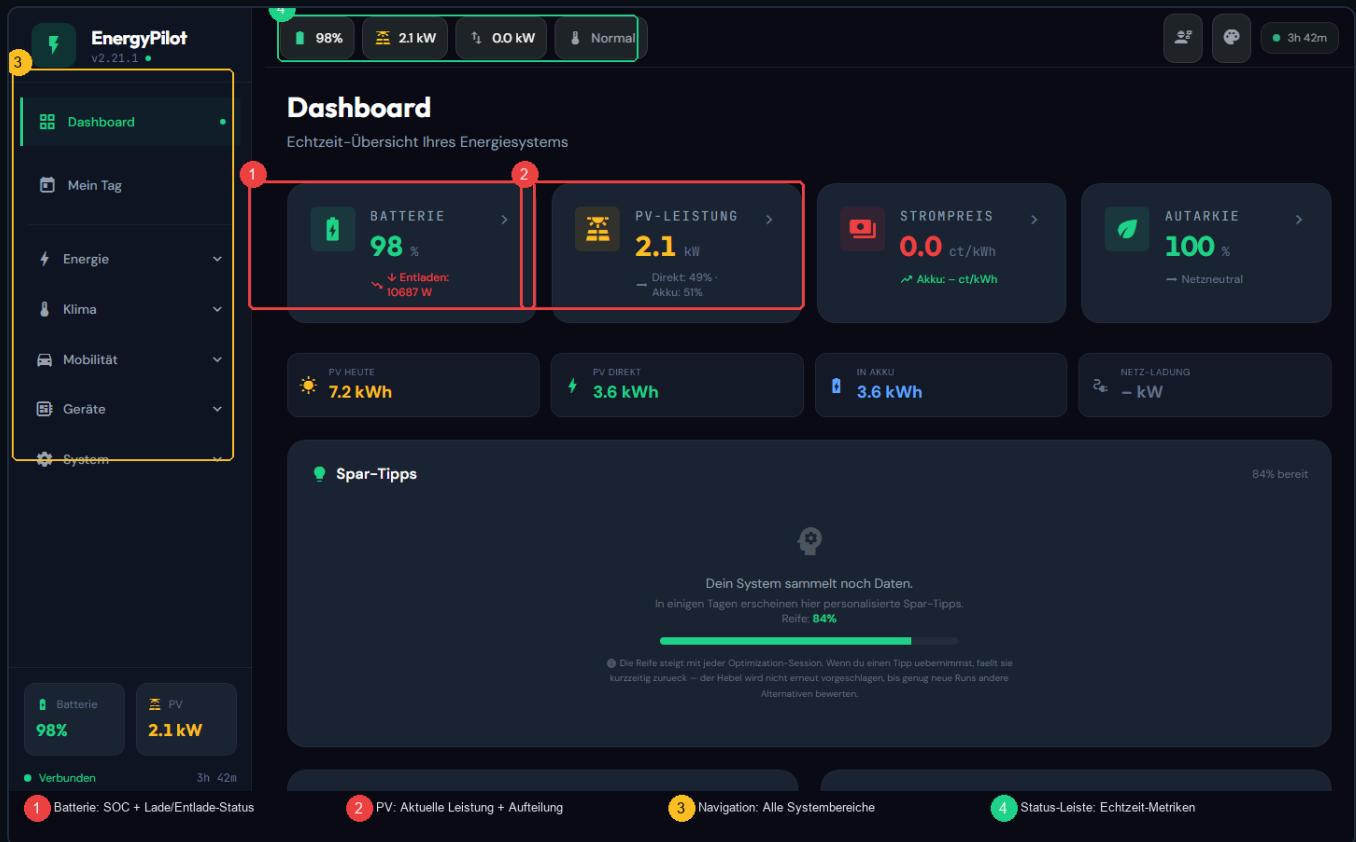 EnergyPilot
v2.21.1
4
98%
2.1 kW
0.0 kW
Normal
3h 42m
3
Dashboard
Mein Tag
Energie
Klima
Mobilität
Geräte
System
Dashboard
Echtzeit-Übersicht Ihres Energiesystems
1
BATTERIE
98 %
↓ Entladen:
10687 W
2
PV-LEISTUNG
2.1 kW
Direkt: 49% ·
Akku: 51%
STROMPREIS
0.0 ct/kWh
Akku: – ct/kWh
AUTARKIE
100 %
Netzneutral
PV HEUTE
7.2 kWh
PV DIREKT
3.6 kWh
IN AKKU
3.6 kWh
NETZ-LADUNG
– kW
Spar-Tipps
84% bereit
Dein System sammelt noch Daten.
In einigen Tagen erscheinen hier personalisierte Spar-Tipps.
Reife: 84%
Die Reife steigt mit jeder Optimization-Session. Wenn du einen Tipp uebernimmst, faellt sie
kurzzeitig zurueck — der Hebel wird nicht erneut vorgeschlagen, bis genug neue Runs andere
Alternativen bewerten.
Batterie
98%
PV
2.1 kW
Verbunden
3h 42m
1 Batterie: SOC + Lade/Entlade-Status
2 PV: Aktuelle Leistung + Aufteilung
3 Navigation: Alle Systembereiche
4 Status-Leiste: Echtzeit-Metriken